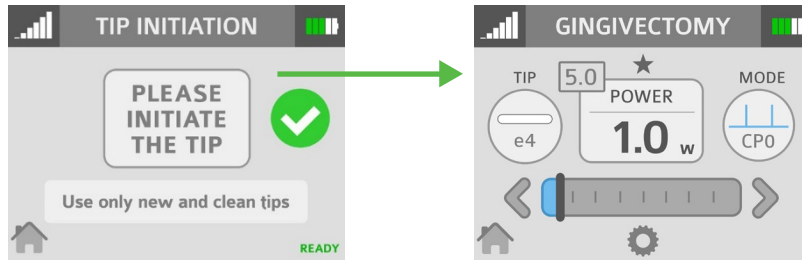 TIP INITIATION
PLEASE
INITIATE
THE TIP
Use only new and clean tips
READY
GINGIVECTOMY
TIP
5.0
POWER
MODE
e4
1.0 w
CP0